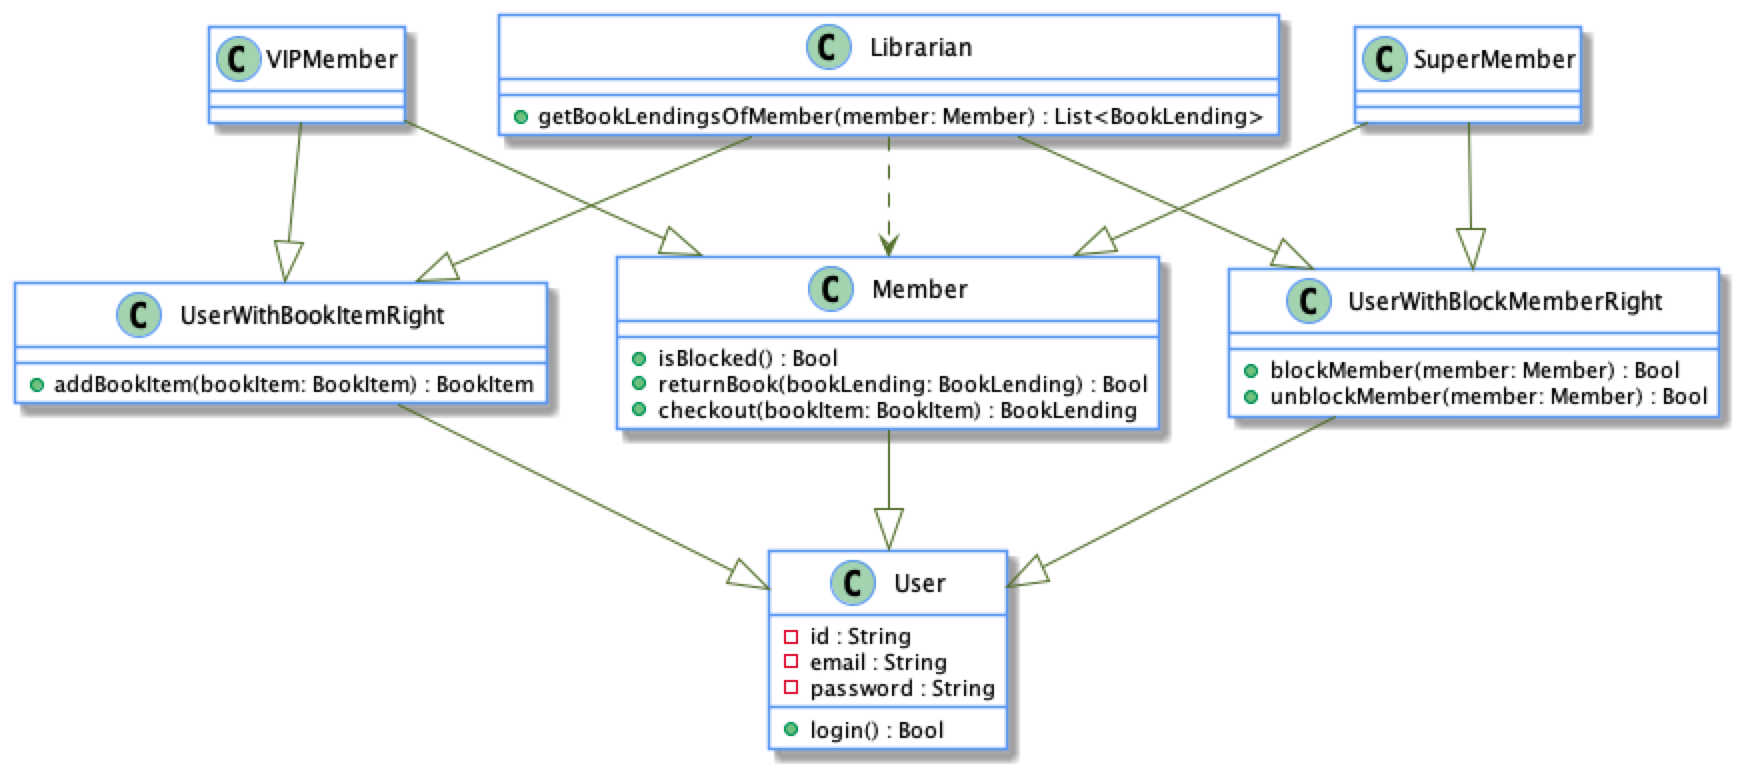 C VIPMember
C Librarian
getBookLendingsOfMember(member: Member) : List<BookLending>
C SuperMember
C UserWithBookItemRight
addBookItem(bookItem: BookItem) : BookItem
C Member
isBlocked() : Bool
returnBook(bookLending: BookLending) : Bool
checkout(bookItem: BookItem) : BookLending
C UserWithBlockMemberRight
blockMember(member: Member) : Bool
unblockMember(member: Member) : Bool
C User
id : String
email : String
password : String
login() : Bool